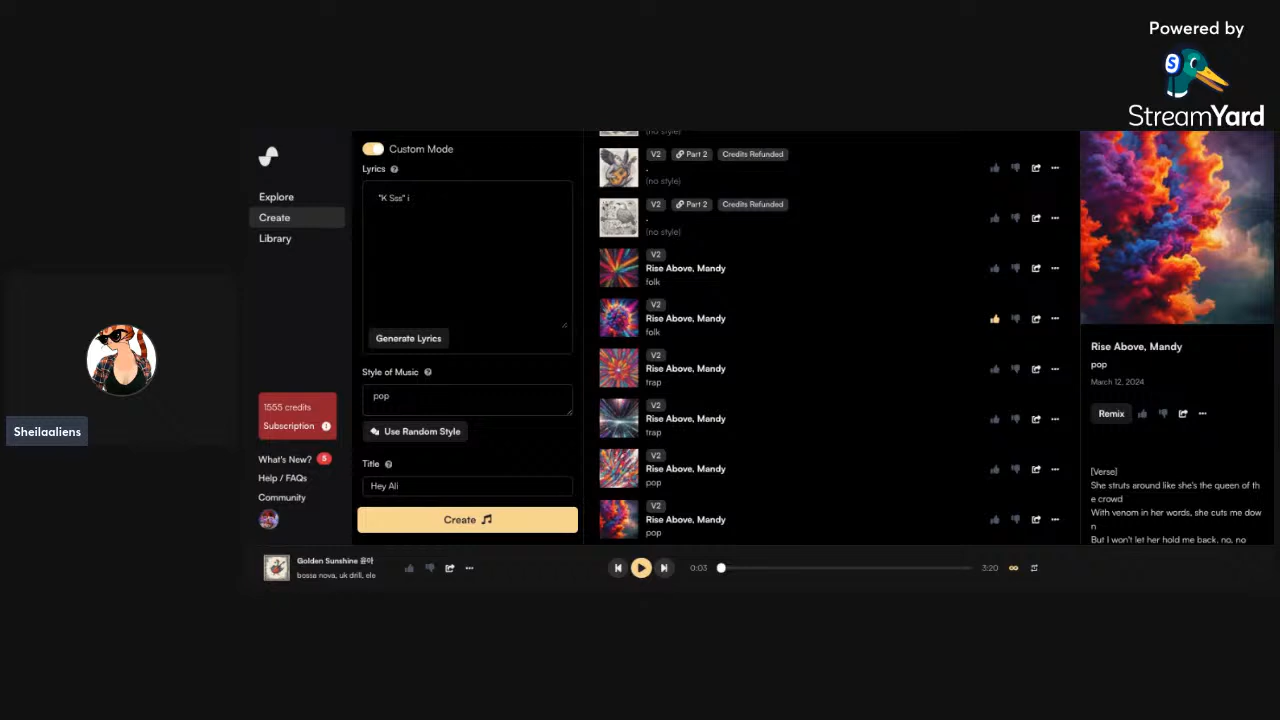 Powered by
StreamYard
Sheilaaliens
Explore
Create
Library
1555 credits
Subscription
What's New? 5
Help / FAQs
Community
Custom Mode
Lyrics
"K Sss" i
Generate Lyrics
Style of Music
pop
Use Random Style
Title
Hey Ali
Create
(no style)
V2 Part 2 Credits Refunded
.
(no style)
V2 Part 2 Credits Refunded
.
(no style)
V2
Rise Above, Mandy
folk
V2
Rise Above, Mandy
folk
V2
Rise Above, Mandy
trap
V2
Rise Above, Mandy
trap
V2
Rise Above, Mandy
pop
V2
Rise Above, Mandy
pop
Rise Above, Mandy
pop
March 12, 2024
Remix
[Verse]
She struts around like she's the queen of th
e crowd
With venom in her words, she cuts me dow
n
But I won't let her hold me back, no, no
Golden Sunshine 윤아
bossa nova, uk drill, ele
0:03
3:20